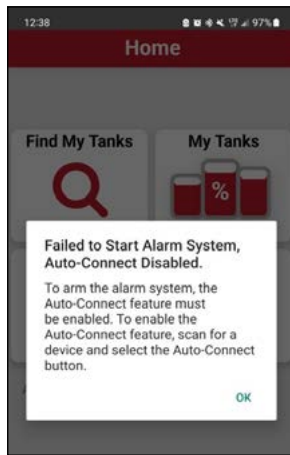 12:38 97%
Home
Find My Tanks My Tanks
%
Failed to Start Alarm System,
Auto-Connect Disabled.
To arm the alarm system, the
Auto-Connect feature must
be enabled. To enable the
Auto-Connect feature, scan for a
device and select the Auto-Connect
button.
OK